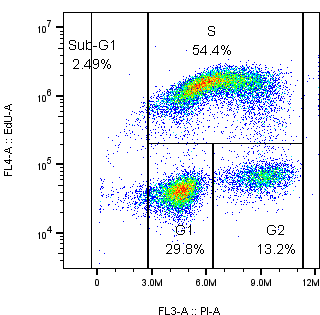 10⁷
S
Sub-G1
54.4%
2.49%
10⁶
FL4-A :: EdU-A
10⁵
G1
G2
10⁴
29.8%
13.2%
0
3.0M
6.0M
9.0M
12M
FL3-A :: PI-A